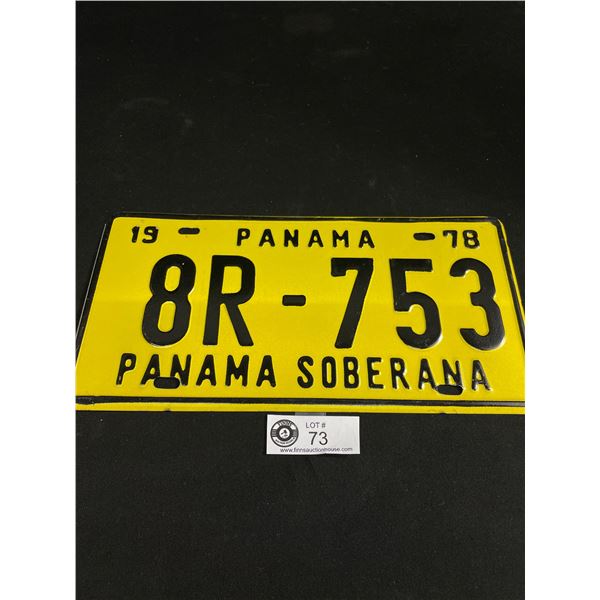 19 PANAMA 78
8R-753
PANAMA SOBERANA
LOT #
73
www.finnsauctionhouse.com